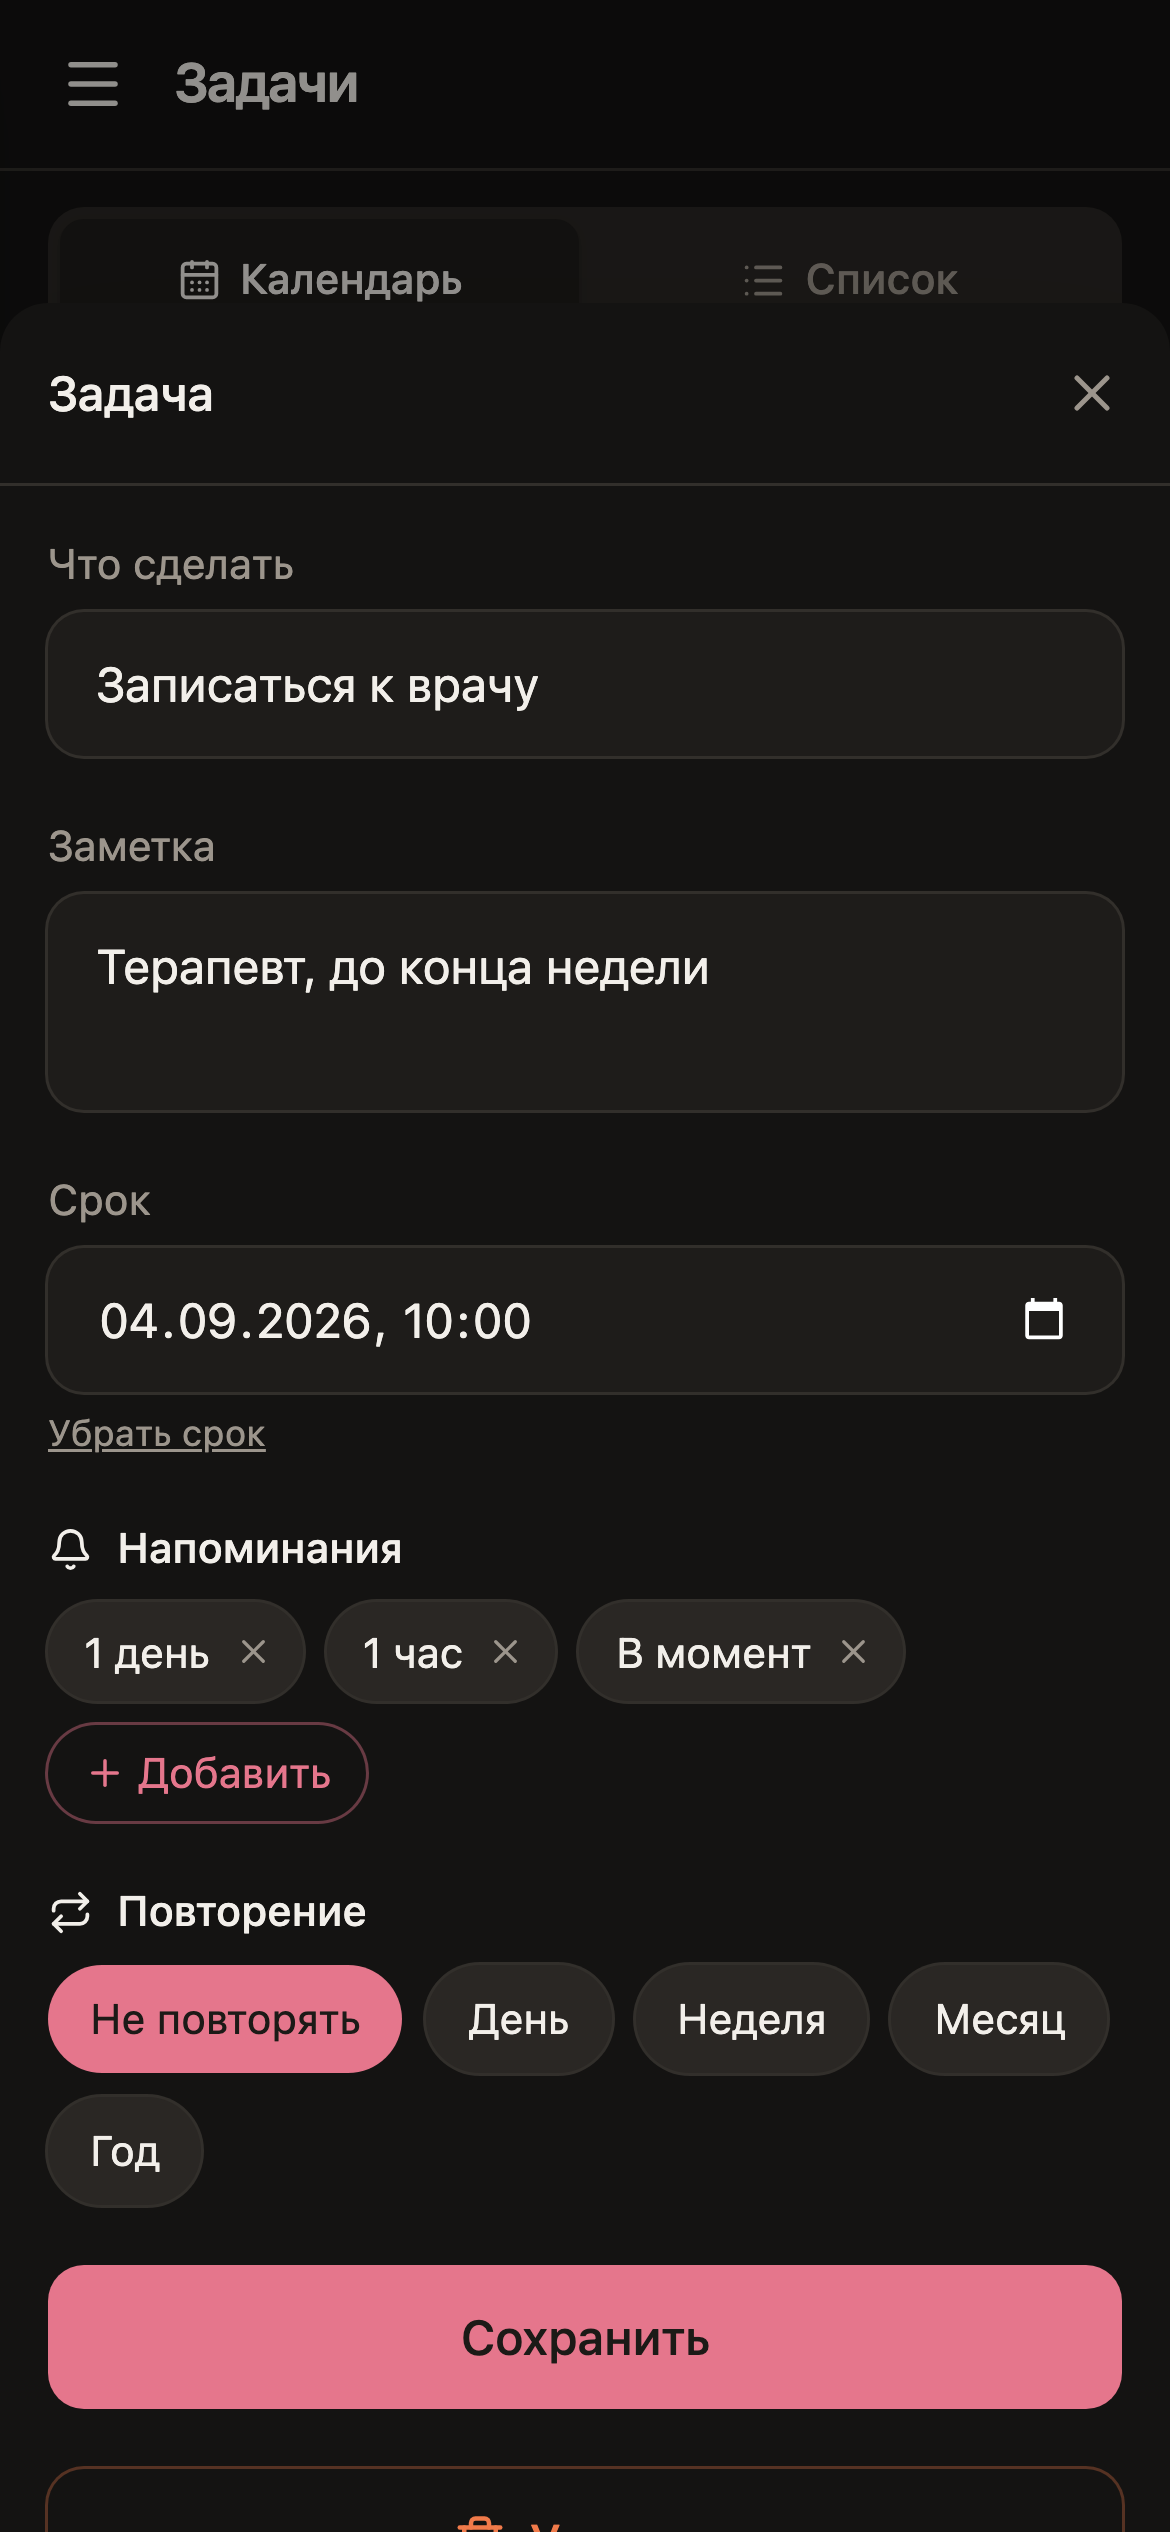 Задачи
Календарь
Список
Задача
Что сделать
Записаться к врачу
Заметка
Терапевт, до конца недели
Срок
04.09.2026, 10:00
Убрать срок
Напоминания
1 день
1 час
В момент
+ Добавить
Повторение
Не повторять
День
Неделя
Месяц
Год
Сохранить